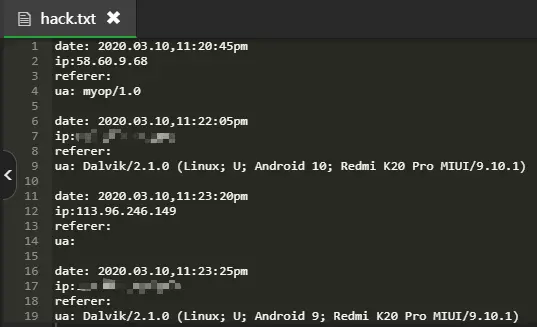 hack.txt
1 date: 2020.03.10,11:20:45pm
2 ip:58.60.9.68
3 referer:
4 ua: myop/1.0
5
6 date: 2020.03.10,11:22:05pm
7 ip:
8 referer:
9 ua: Dalvik/2.1.0 (Linux; U; Android 10; Redmi K20 Pro MIUI/9.10.1)
10
11 date: 2020.03.10,11:23:20pm
12 ip:113.96.246.149
13 referer:
14 ua:
15
16 date: 2020.03.10,11:23:25pm
17 ip:
18 referer:
19 ua: Dalvik/2.1.0 (Linux; U; Android 9; Redmi K20 Pro MIUI/9.10.1)